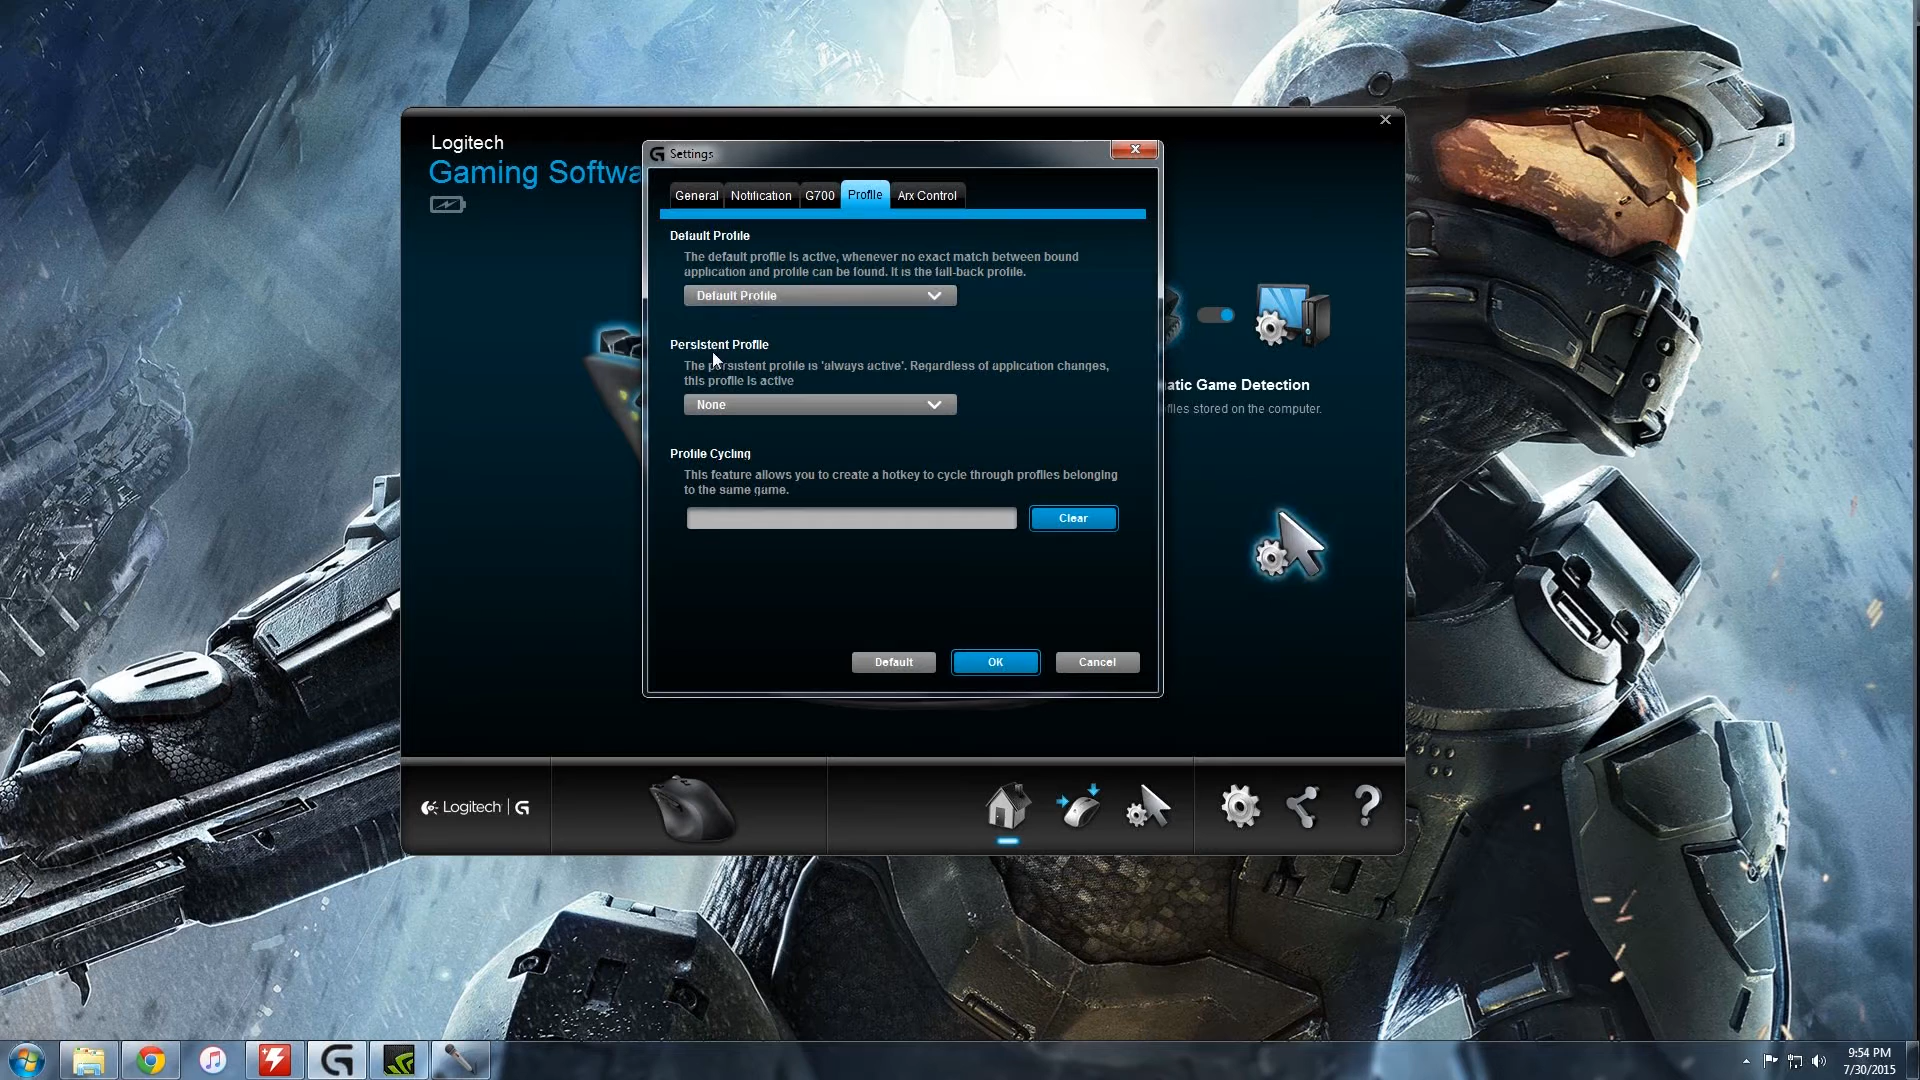 Logitech
Gaming Softwa
Settings
X
General Notification G700 Profile Arx Control
Default Profile
The default profile is active, whenever no exact match between bound
application and profile can be found. It is the fall-back profile.
Default Profile
Persistent Profile
The persistent profile is 'always active'. Regardless of application changes,
this profile is active
None
Profile Cycling
This feature allows you to create a hotkey to cycle through profiles belonging
to the same game.
Clear
Default OK Cancel
atic Game Detection
files stored on the computer.
Logitech | G
?
9:54 PM
7/30/2015